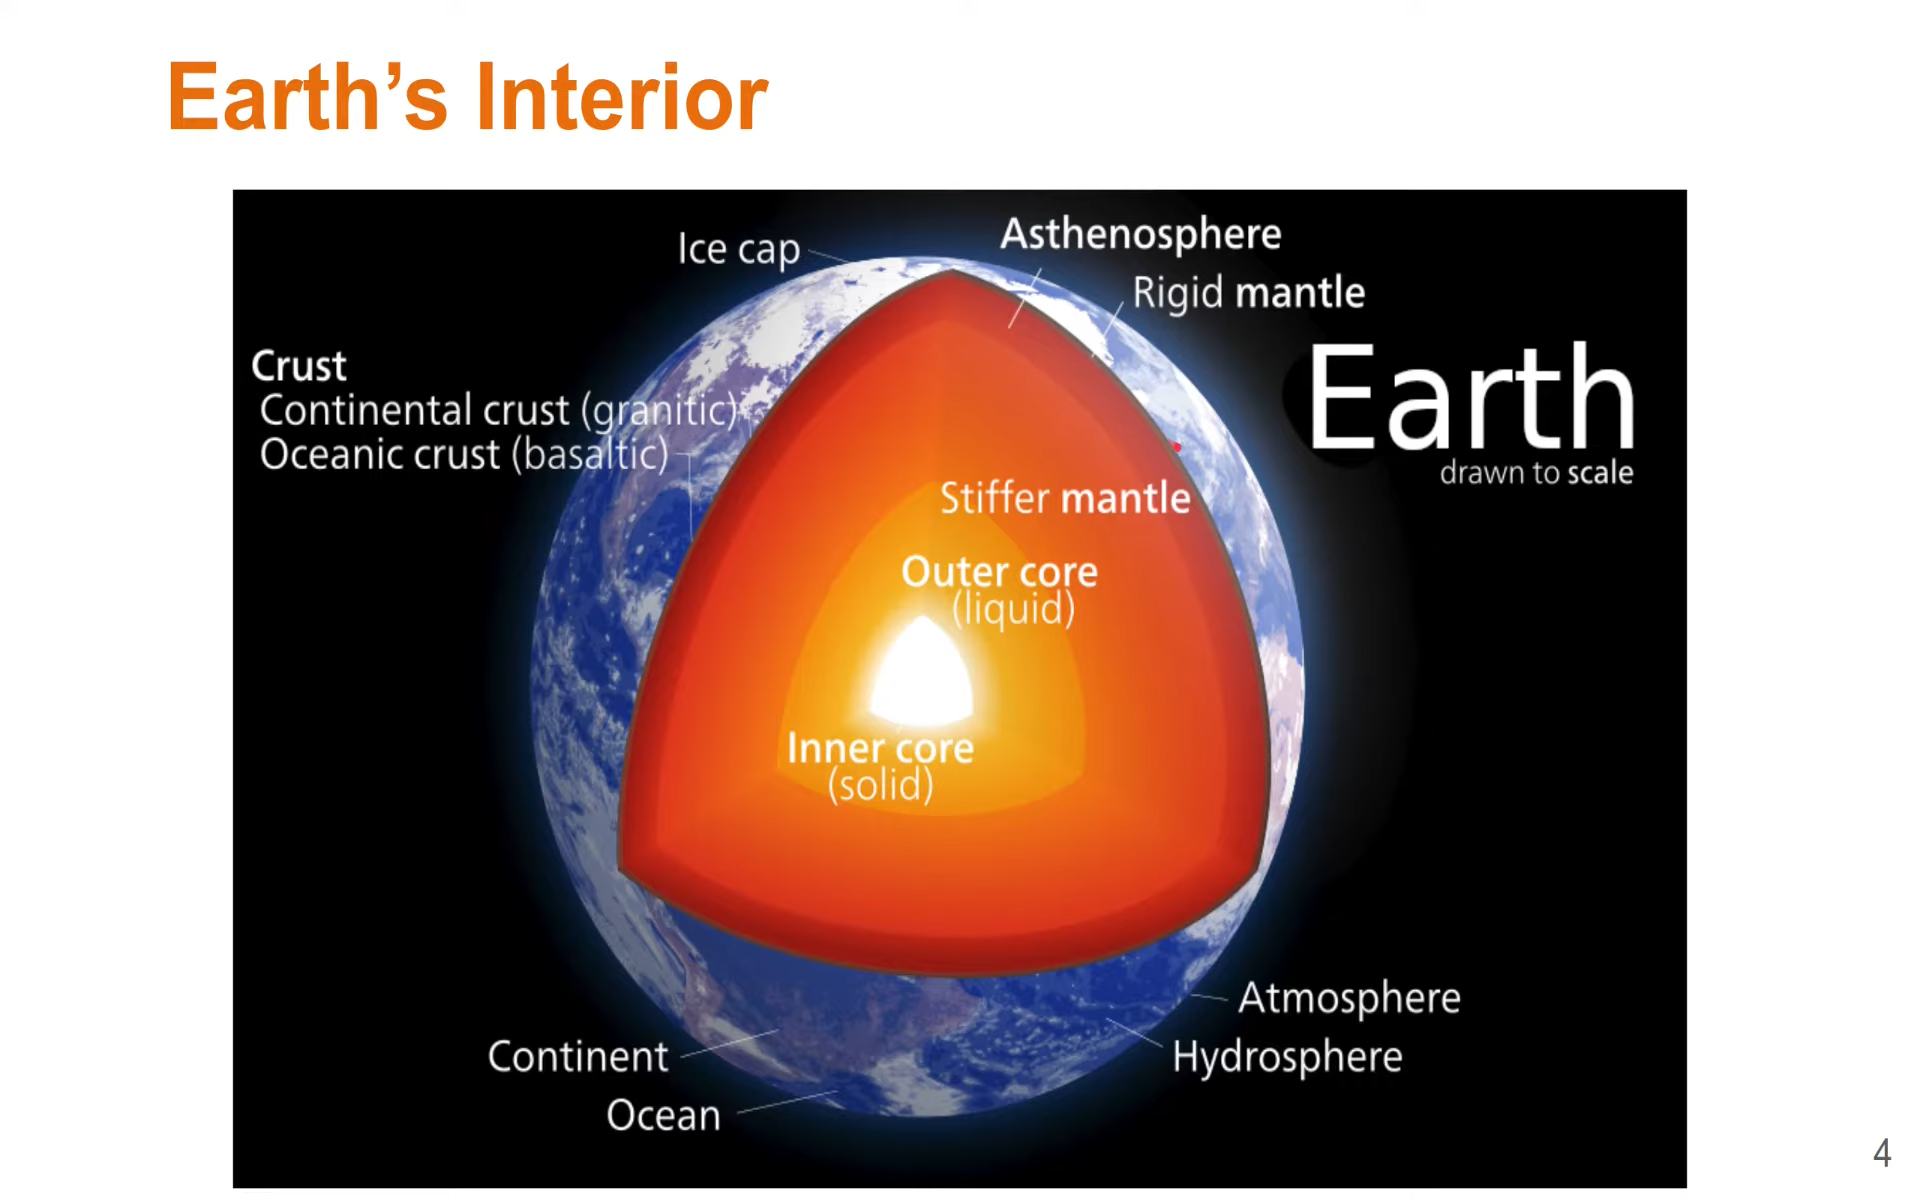 Earth’s Interior
Ice cap
Asthenosphere
Rigid mantle
Crust
Continental crust (granitic)
Oceanic crust (basaltic)
Earth
drawn to scale
Stiffer mantle
Outer core
(liquid)
Inner core
(solid)
Atmosphere
Continent
Hydrosphere
Ocean
4